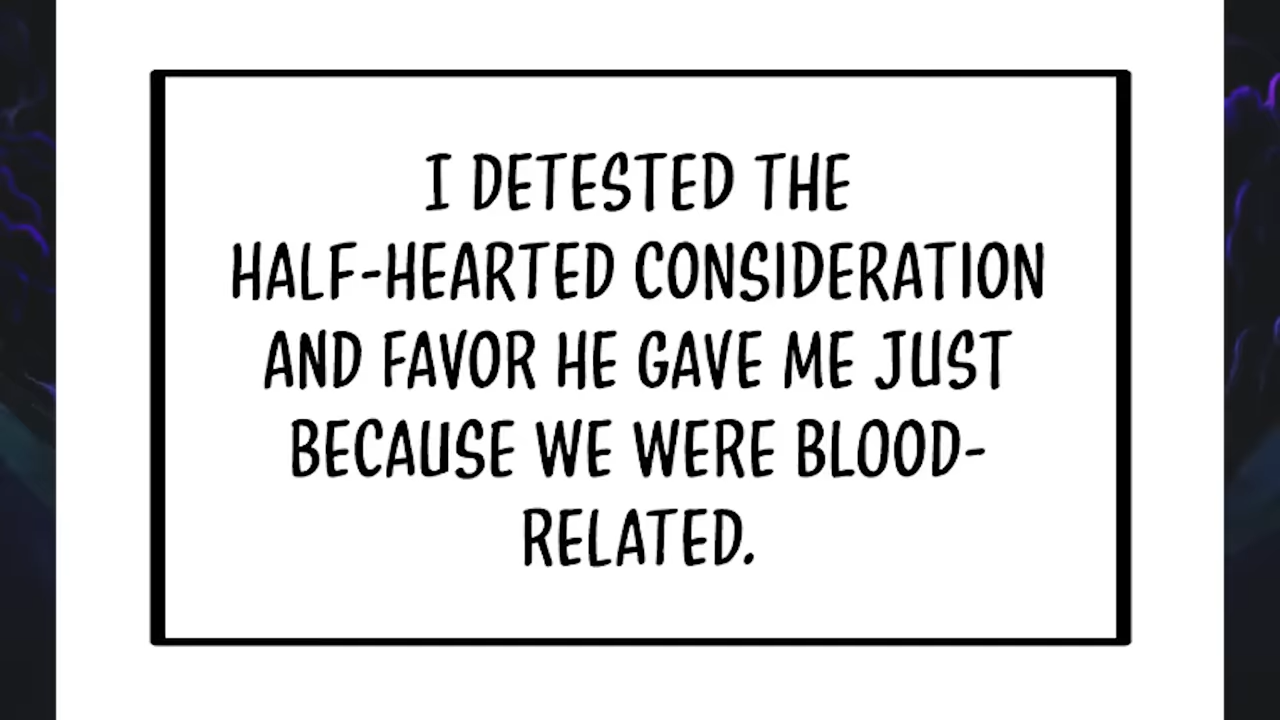 I DETESTED THE
HALF-HEARTED CONSIDERATION
AND FAVOR HE GAVE ME JUST
BECAUSE WE WERE BLOOD-
RELATED.